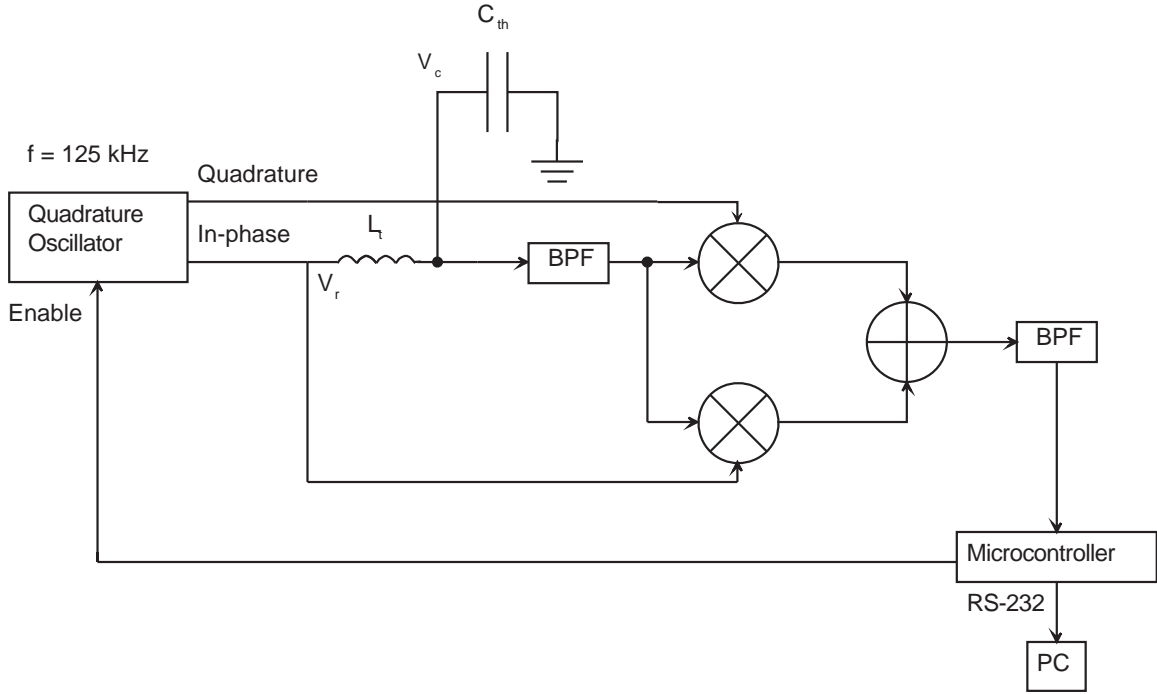 C th
V c
f = 125 kHz
Quadrature
Quadrature
Oscillator
In-phase
L t
BPF
V r
Enable
BPF
Microcontroller
RS-232
PC